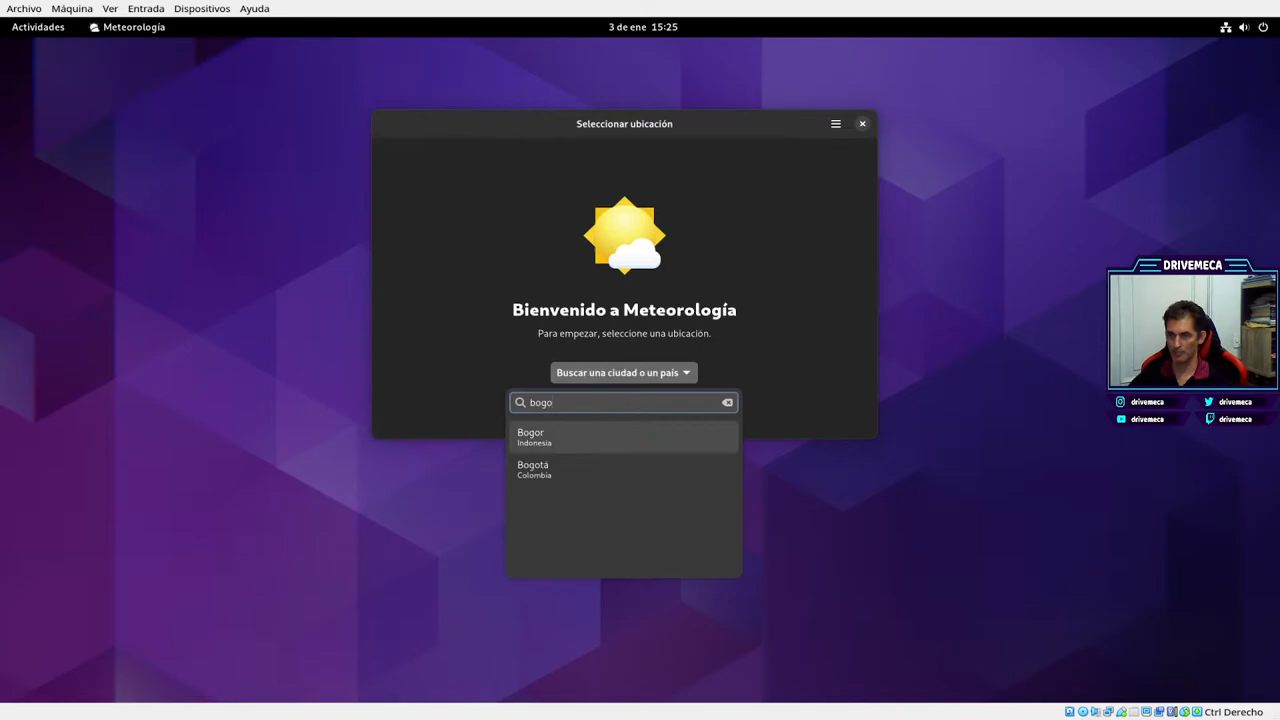 Archivo Máquina Ver Entrada Dispositivos Ayuda
Actividades Meteorología 3 de ene 15:25
Seleccionar ubicación
Bienvenido a Meteorología
Para empezar, seleccione una ubicación.
Buscar una ciudad o un país
bogo
Bogor
Indonesia
Bogotá
Colombia
DRIVEMECA
drivemeca drivemeca
drivemeca drivemeca
Ctrl Derecho